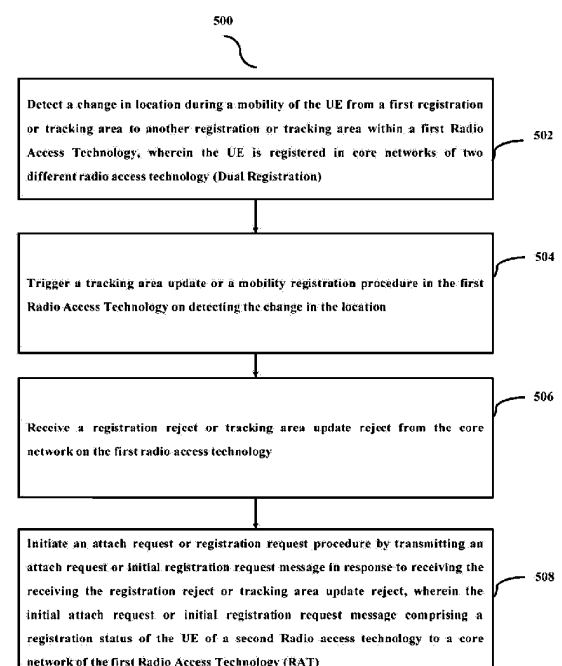 500
Detect a change in location during a mobility of the UE from a first registration
or tracking area to another registration or tracking area within a first Radio
Access Technology, wherein the UE is registered in core networks of two
different radio access technology (Dual Registration)
502
Trigger a tracking area update or a mobility registration procedure in the first
Radio Access Technology on detecting the change in the location
504
Receive a registration reject or tracking area update reject from the core
network on the first radio access technology
506
Initiate an attach request or registration request procedure by transmitting an
attach request or initial registration request message in response to receiving the
receiving the registration reject or tracking area update reject, wherein the
initial attach request or initial registration request message comprising a
registration status of the UE of a second Radio access technology to a core
network of the first Radio Access Technology (RAT)
508